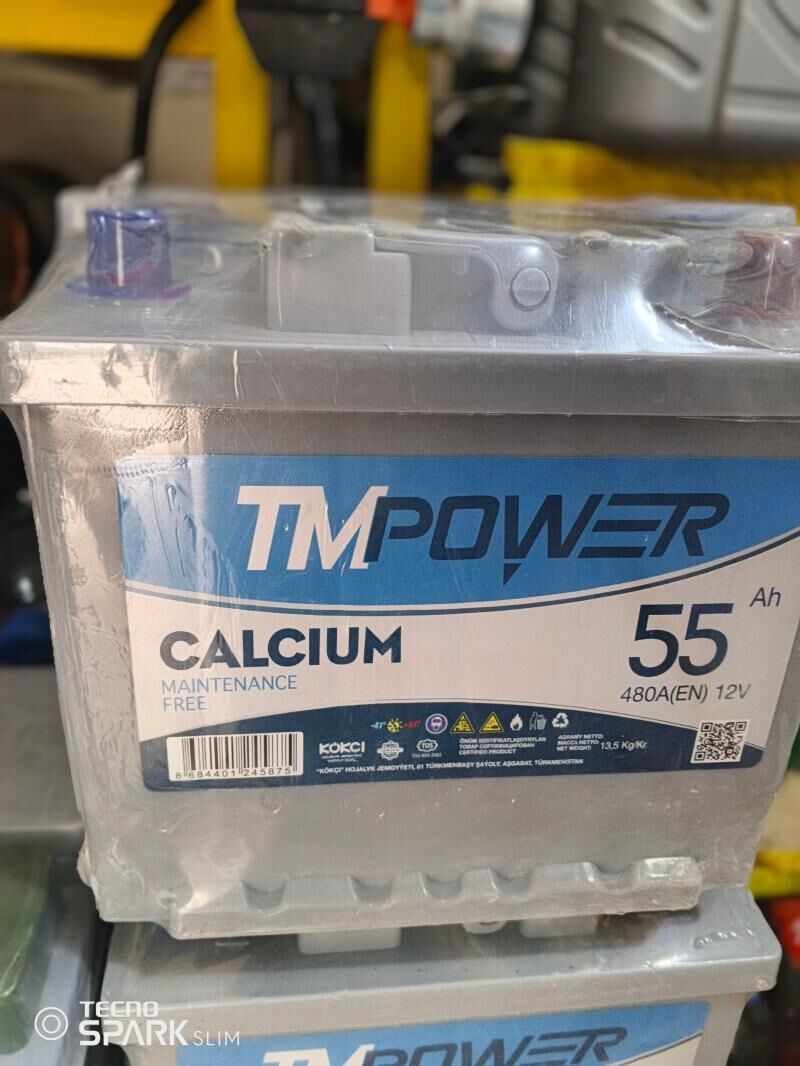 TMPOWER
55 Ah
CALCIUM
MAINTENANCE
FREE
480A(EN) 12V
KÖKCI
TDS
ÖNÜM SERTIFIKATLAŞDYRYLAN
ТОВАР СЕРТИФИЦИРОВАН
CERTIFIED PRODUCT
AGRAMY NETTO:
МАССА НЕТТО:
NET WEIGHT:
13,5 Kg/Кг
8 684401 245875
"KÖKÇI" HOJALYK JEMGYÝETI, 81 TÜRKMENBAŞY ŞAÝOLY, AŞGABAT, TÜRKMENISTAN
TMPOWER
TECNO
SPARK SLIM